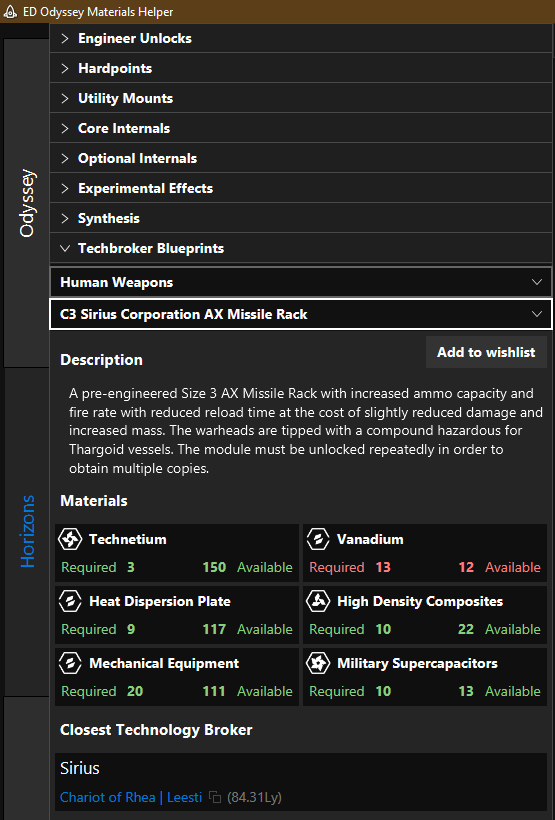 ED Odyssey Materials Helper
Odyssey
Horizons
Engineer Unlocks
Hardpoints
Utility Mounts
Core Internals
Optional Internals
Experimental Effects
Synthesis
Techbroker Blueprints
Human Weapons
C3 Sirius Corporation AX Missile Rack
Description
Add to wishlist
A pre-engineered Size 3 AX Missile Rack with increased ammo capacity and
fire rate with reduced reload time at the cost of slightly reduced damage and
increased mass. The warheads are tipped with a compound hazardous for
Thargoid vessels. The module must be unlocked repeatedly in order to
obtain multiple copies.
Materials
Technetium
Required 3 150 Available
Vanadium
Required 13 12 Available
Heat Dispersion Plate
Required 9 117 Available
High Density Composites
Required 10 22 Available
Mechanical Equipment
Required 20 111 Available
Military Supercapacitors
Required 10 13 Available
Closest Technology Broker
Sirius
Chariot of Rhea | Leesti (84.31Ly)